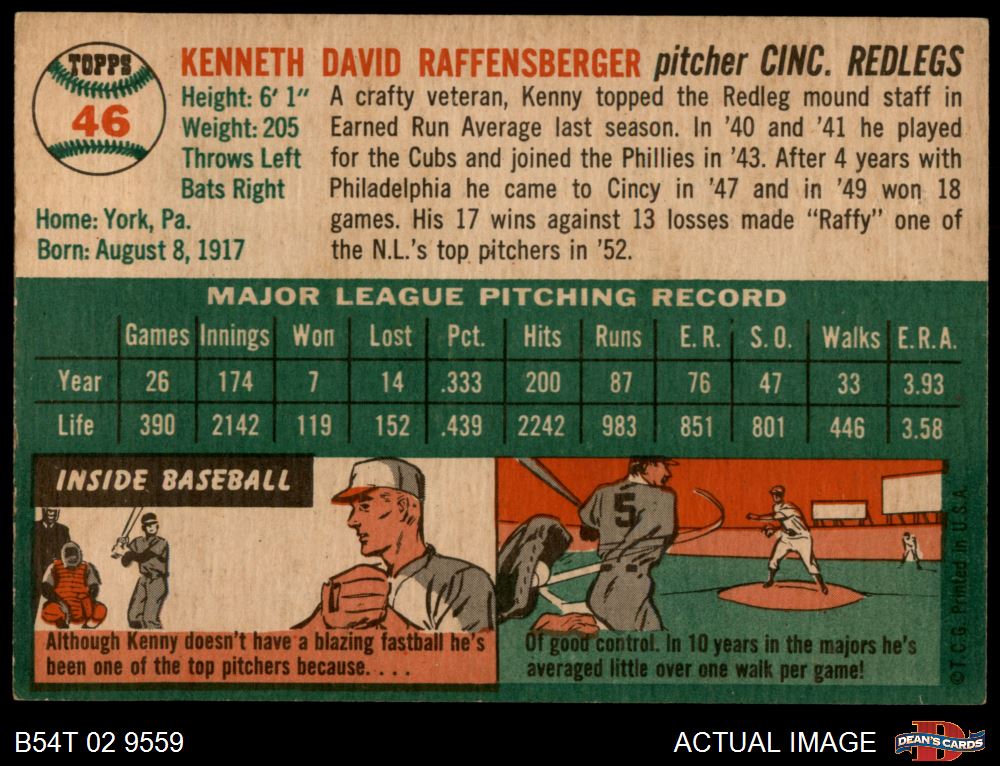 TOPPS
46
KENNETH DAVID RAFFENSBERGER pitcher CINC. REDLEGS
Height: 6' 1"
Weight: 205
Throws Left
Bats Right
Home: York, Pa.
Born: August 8, 1917
A crafty veteran, Kenny topped the Redleg mound staff in
Earned Run Average last season. In '40 and '41 he played
for the Cubs and joined the Phillies in '43. After 4 years with
Philadelphia he came to Cincy in '47 and in '49 won 18
games. His 17 wins against 13 losses made "Raffy" one of
the N.L.'s top pitchers in '52.
MAJOR LEAGUE PITCHING RECORD
Games Innings Won Lost Pct. Hits Runs E.R. S.O. Walks E.R.A.
Year 26 174 7 14 .333 200 87 76 47 33 3.93
Life 390 2142 119 152 .439 2242 983 851 801 446 3.58
INSIDE BASEBALL
5
Although Kenny doesn't have a blazing fastball he's
been one of the top pitchers because. . . .
Of good control. In 10 years in the majors he's
averaged little over one walk per game!
©T.C.G. Printed in U.S.A.
B54T 02 9559
ACTUAL IMAGE
DEAN'S CARDS